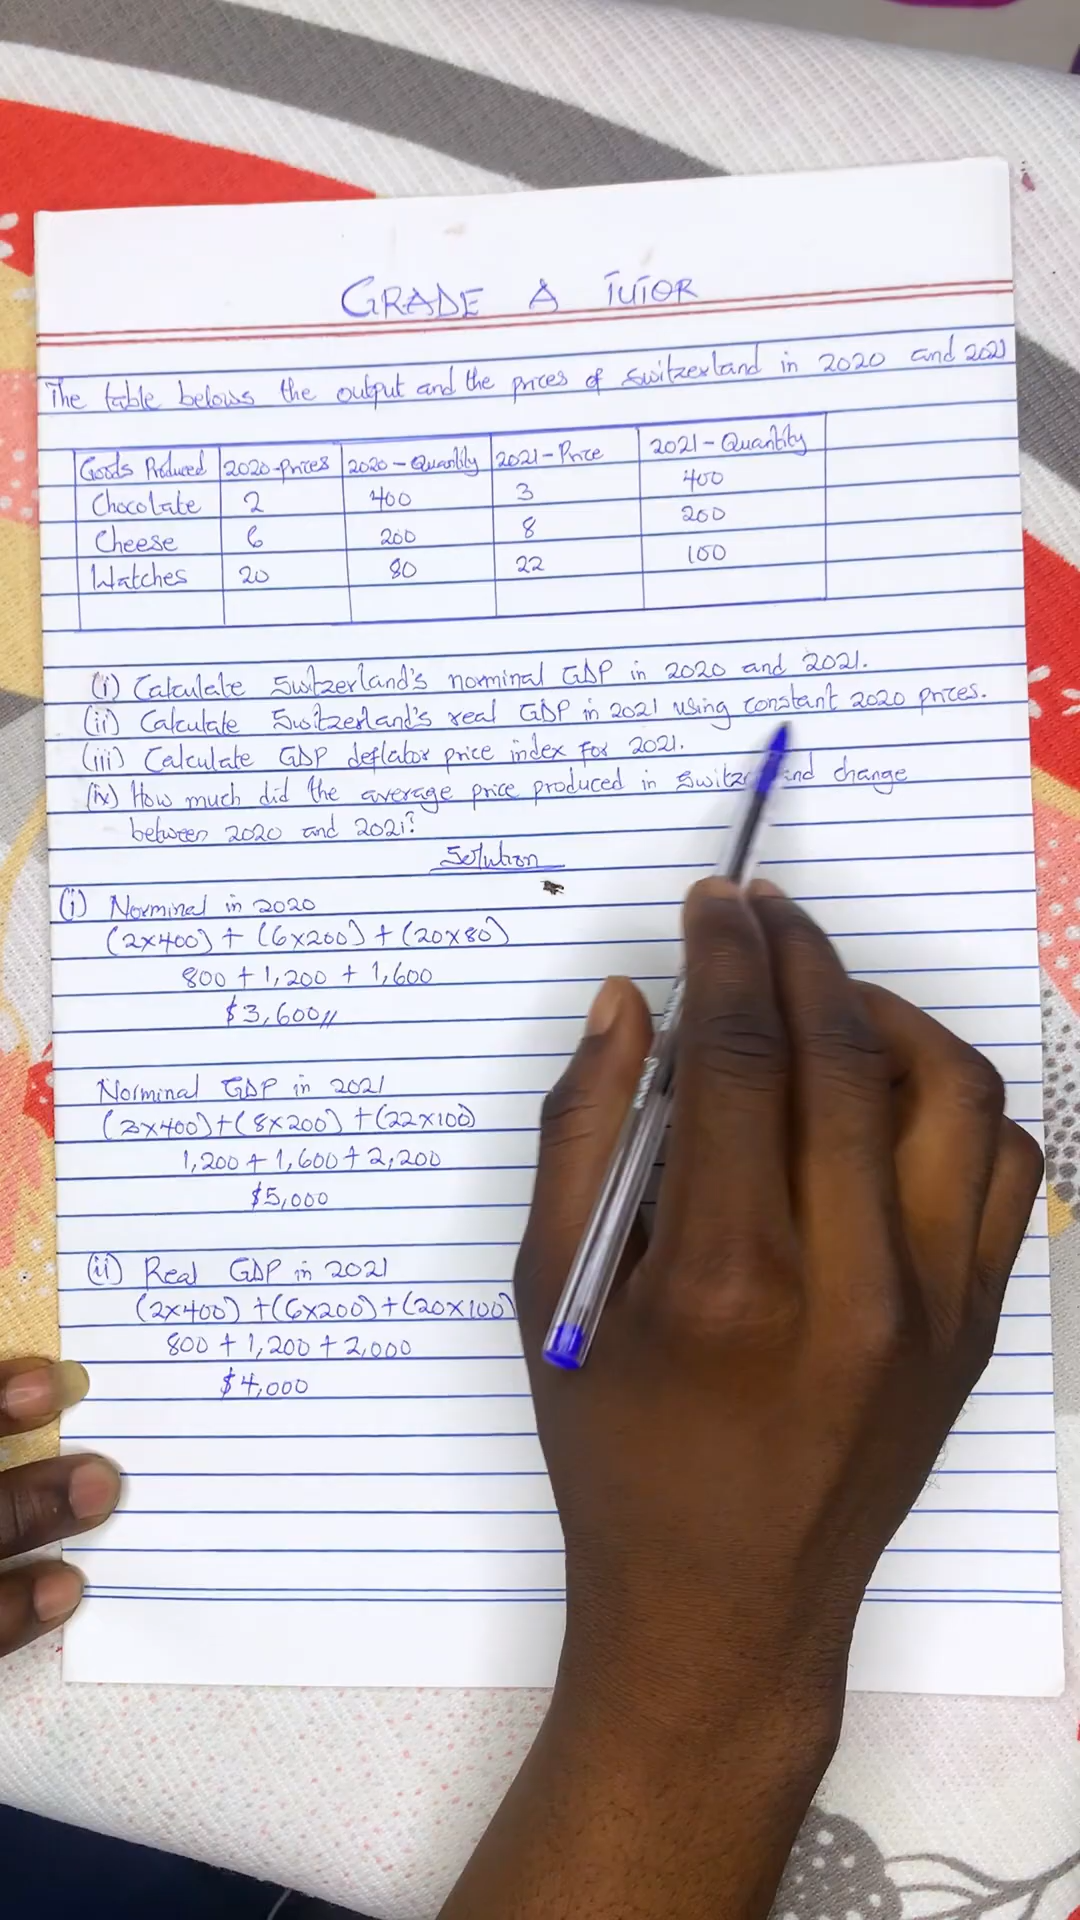 GRADE A TUTOR
The table belows the output and the prices of Switzerland in 2020 and 2021
Goods Produced 2020-Prices 2020-Quantity 2021-Price 2021-Quantity
Chocolate 2 400 3 400
Cheese 6 200 8 200
Watches 20 80 22 100
(i) Calculate Switzerland's norminal GDP in 2020 and 2021.
(ii) Calculate Switzerland's real GDP in 2021 using constant 2020 prices.
(iii) Calculate GDP deflator price index for 2021.
(iv) How much did the average price produced in change
between 2020 and 2021?
Solution
(i) Norminal in 2020
(2x400) + (6x200) + (20x80)
800 + 1,200 + 1,600
$3,600//
Norminal GDP in 2021
(3x400)+(8x200)+(22x100)
1,200 + 1,600 + 2,200
$5,000
(ii) Real GDP in 2021
(2x400) +(6x200)+(20x100)
800 + 1,200 + 2,000
$4,000